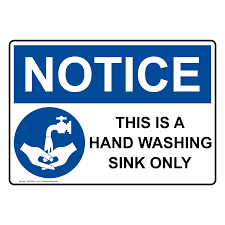 NOTICE
THIS IS A
HAND WASHING
SINK ONLY